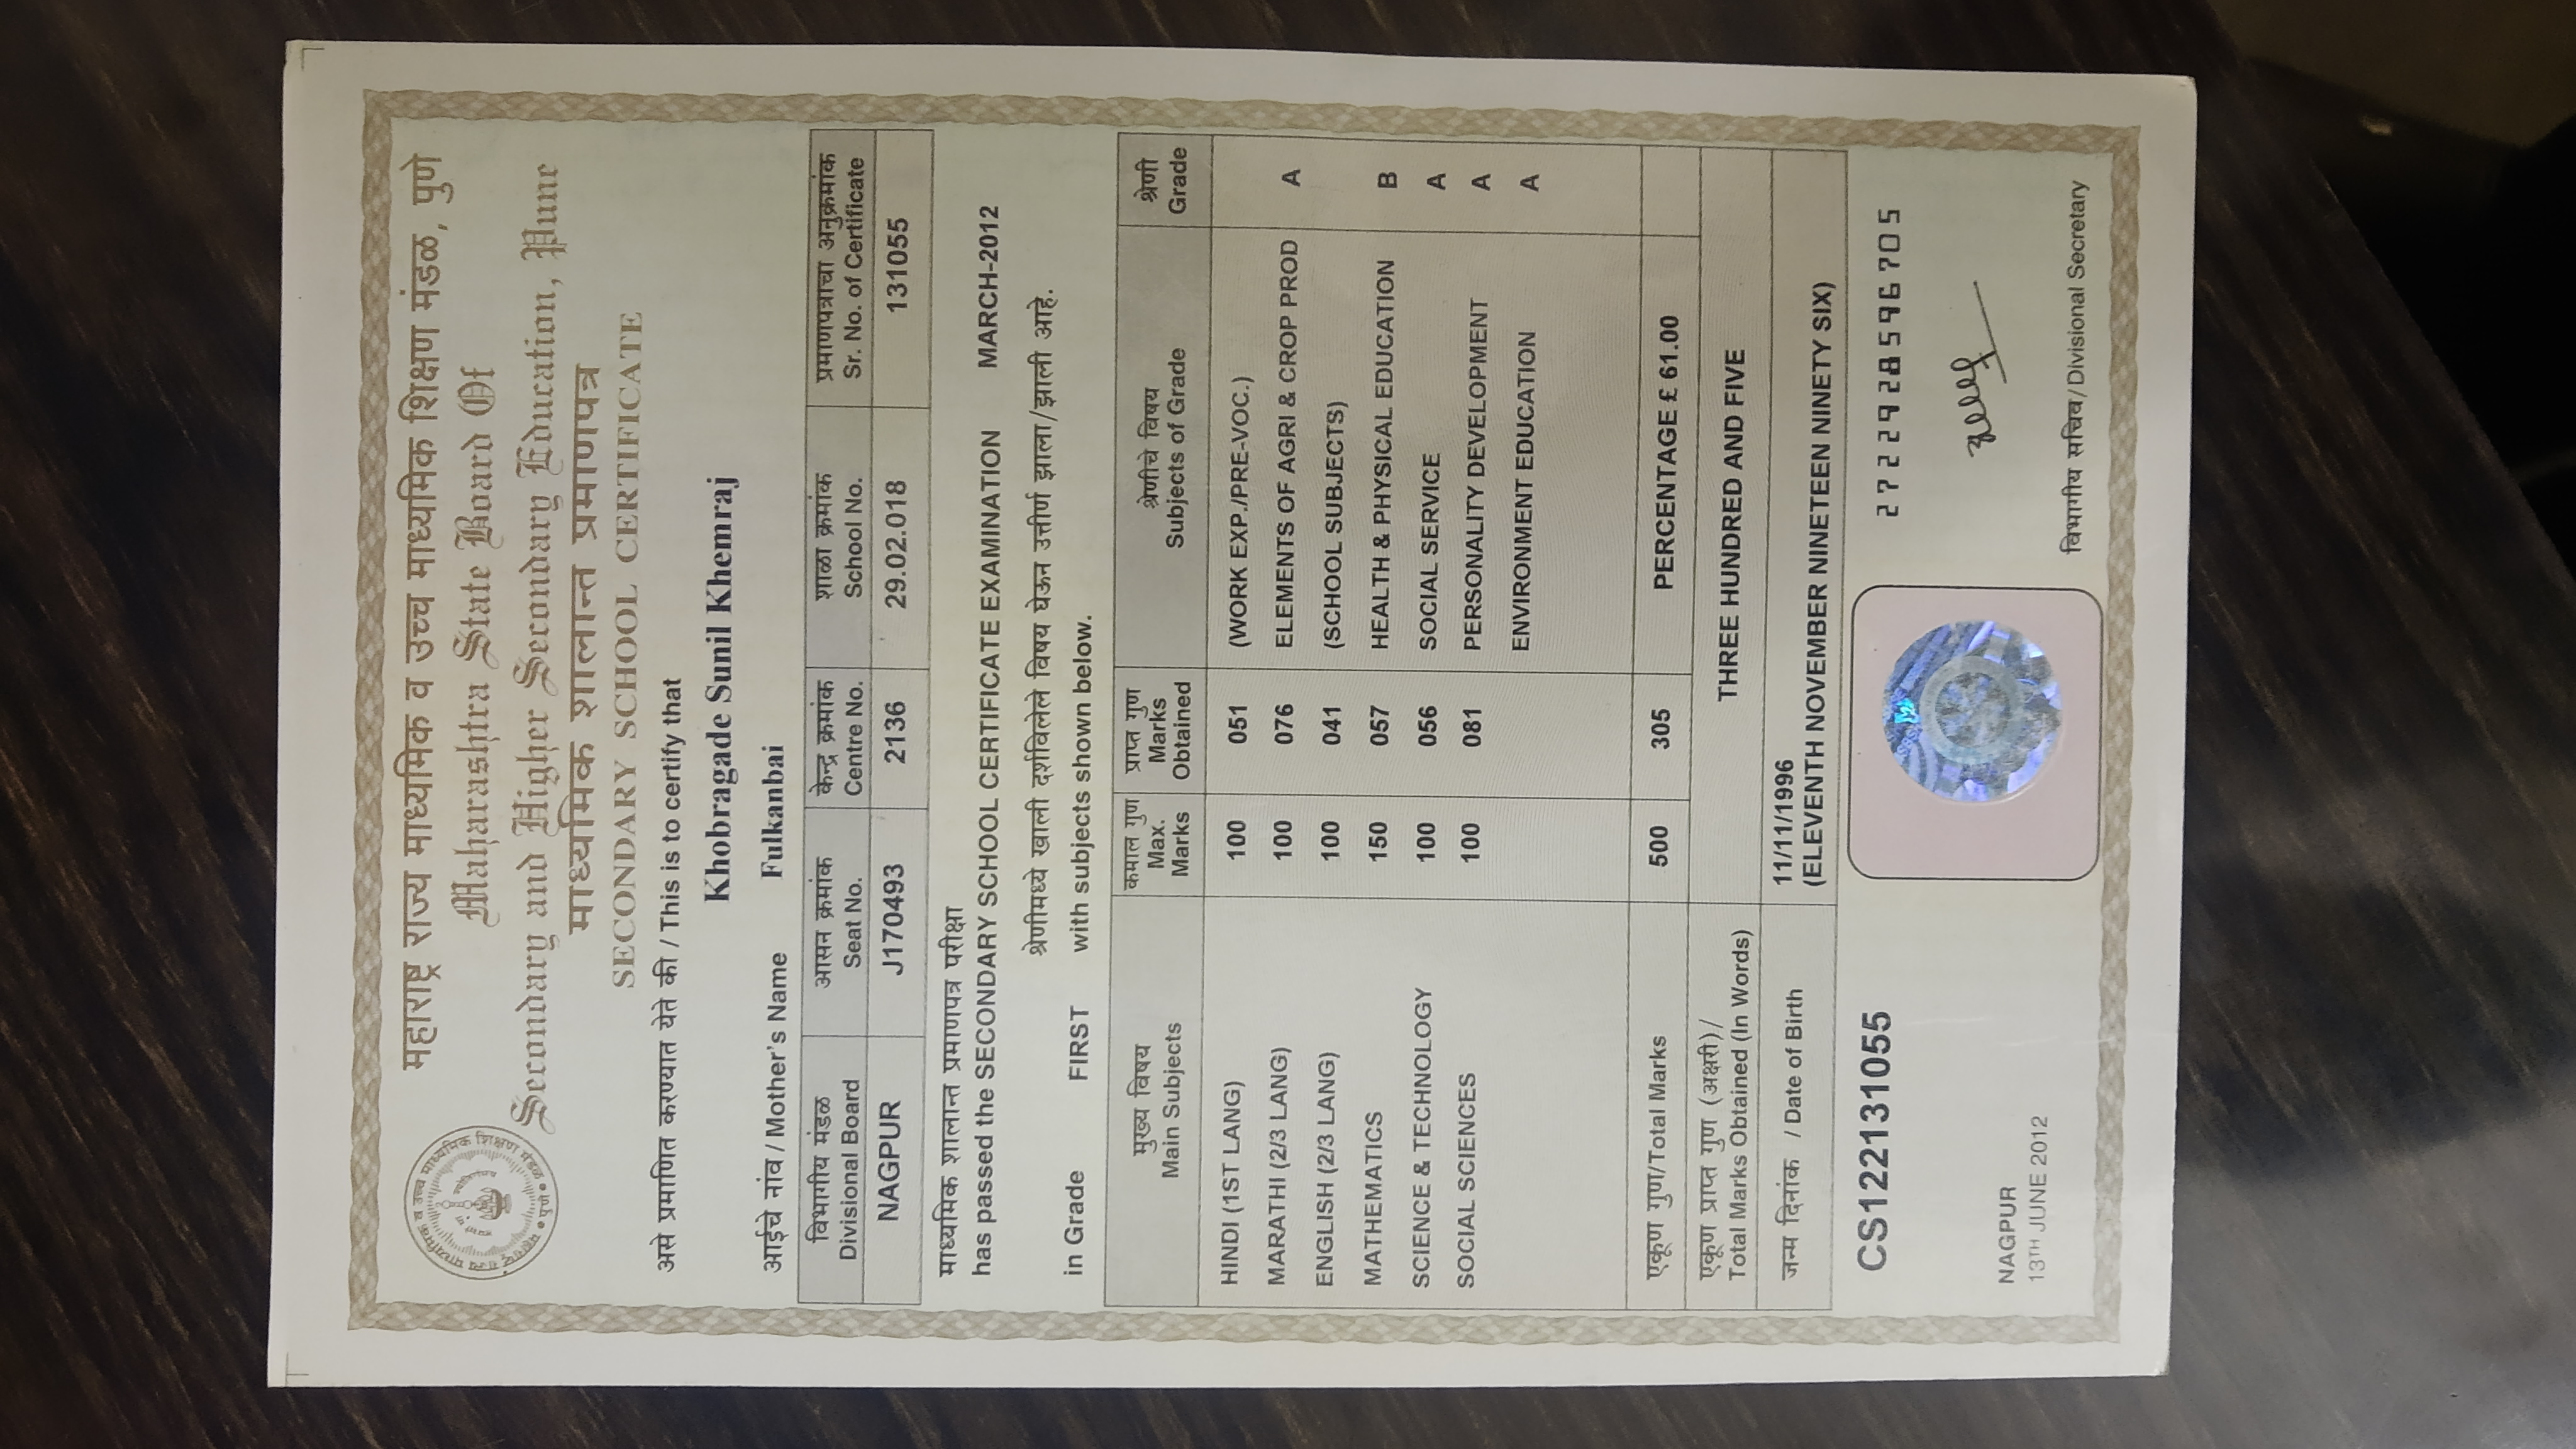 महाराष्ट्र राज्य माध्यमिक व उच्च माध्यमिक शिक्षण मंडळ, पुणे
Maharashtra State Board Of
Secondary and Higher Secondary Education, Pune
माध्यमिक शालान्त प्रमाणपत्र
SECONDARY SCHOOL CERTIFICATE
असे प्रमाणित करण्यात येते की / This is to certify that
Khobragade Sunil Khemraj
आईचे नांव / Mother's Name Fulkanbai
विभागीय मंडळ आसन क्रमांक केन्द्र क्रमांक शाळा क्रमांक प्रमाणपत्राचा अनुक्रमांक
Divisional Board Seat No. Centre No. School No. Sr. No. of Certificate
NAGPUR J170493 2136 29.02.018 131055
माध्यमिक शालान्त प्रमाणपत्र परीक्षा
has passed the SECONDARY SCHOOL CERTIFICATE EXAMINATION MARCH-2012
श्रेणीमध्ये खाली दर्शविलेले विषय घेऊन उत्तीर्ण झाला/झाली आहे.
in Grade FIRST with subjects shown below.
मुख्य विषय कमाल गुण प्राप्त गुण श्रेणीचे विषय श्रेणी
Main Subjects Max. Marks Marks Obtained Subjects of Grade Grade
HINDI (1ST LANG) 100 051 (WORK EXP./PRE-VOC.)
MARATHI (2/3 LANG) 100 076 ELEMENTS OF AGRI & CROP PROD A
ENGLISH (2/3 LANG) 100 041 (SCHOOL SUBJECTS)
MATHEMATICS 150 057 HEALTH & PHYSICAL EDUCATION B
SCIENCE & TECHNOLOGY 100 056 SOCIAL SERVICE A
SOCIAL SCIENCES 100 081 PERSONALITY DEVELOPMENT A
ENVIRONMENT EDUCATION A
एकूण गुण/Total Marks 500 305 PERCENTAGE £ 61.00
एकूण प्राप्त गुण (अक्षरी)/
Total Marks Obtained (In Words) THREE HUNDRED AND FIVE
जन्म दिनांक / Date of Birth 11/11/1996
(ELEVENTH NOVEMBER NINETEEN NINETY SIX)
CS122131055 2722928596705
NAGPUR
13TH JUNE 2012
विभागीय सचिव/Divisional Secretary